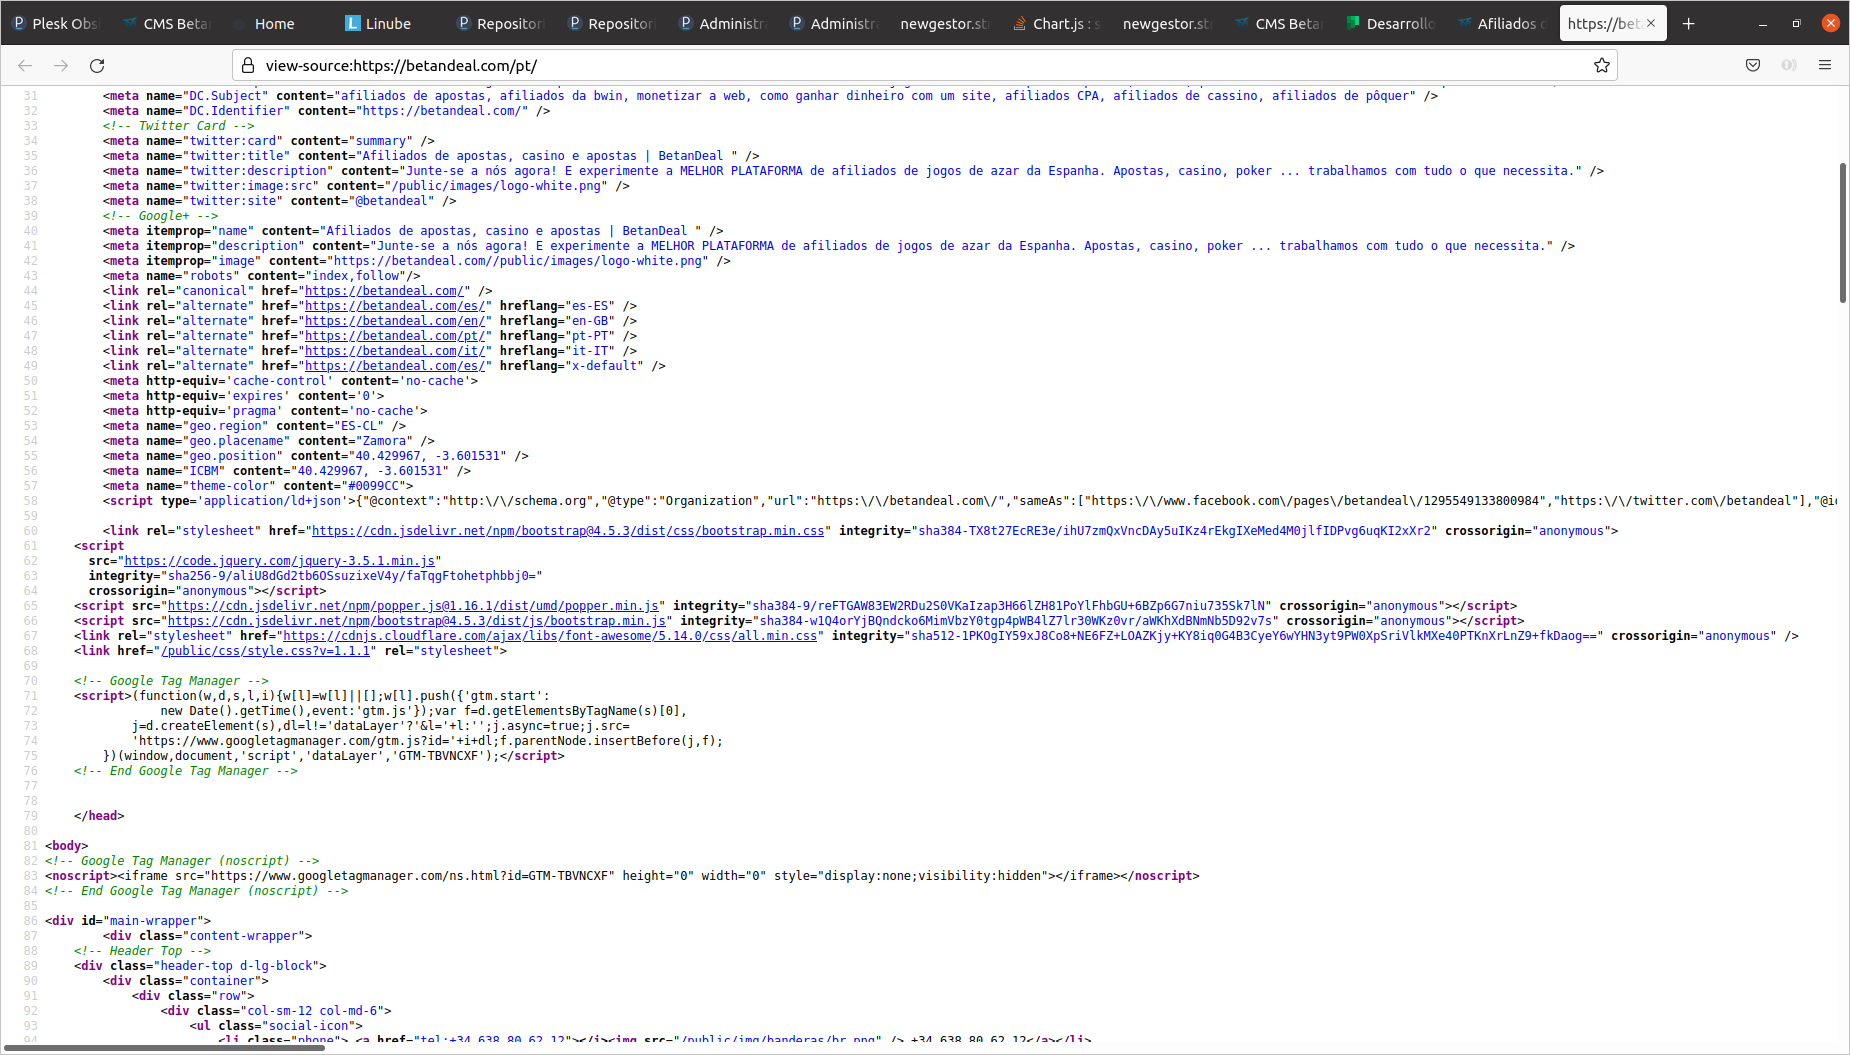 Plesk Obsi
CMS Betan
Home
Linube
Repositori
Repositori
Administra
Administra
newgestor.str
Chart.js : s
newgestor.str
CMS Betan
Desarrollo
Afiliados d
https://beta
view-source:https://betandeal.com/pt/
31 <meta name="DC.Subject" content="afiliados de apostas, afiliados da bwin, monetizar a web, como ganhar dinheiro com um site, afiliados CPA, afiliados de cassino, afiliados de pôquer" />
32 <meta name="DC.Identifier" content="https://betandeal.com/" />
33 <!-- Twitter Card -->
34 <meta name="twitter:card" content="summary" />
35 <meta name="twitter:title" content="Afiliados de apostas, casino e apostas | BetanDeal " />
36 <meta name="twitter:description" content="Junte-se a nós agora! E experimente a MELHOR PLATAFORMA de afiliados de jogos de azar da Espanha. Apostas, casino, poker ... trabalhamos com tudo o que necessita." />
37 <meta name="twitter:image:src" content="/public/images/logo-white.png" />
38 <meta name="twitter:site" content="@betandeal" />
39 <!-- Google+ -->
40 <meta itemprop="name" content="Afiliados de apostas, casino e apostas | BetanDeal " />
41 <meta itemprop="description" content="Junte-se a nós agora! E experimente a MELHOR PLATAFORMA de afiliados de jogos de azar da Espanha. Apostas, casino, poker ... trabalhamos com tudo o que necessita." />
42 <meta itemprop="image" content="https://betandeal.com//public/images/logo-white.png" />
43 <meta name="robots" content="index,follow"/>
44 <link rel="canonical" href="https://betandeal.com/" />
45 <link rel="alternate" href="https://betandeal.com/es/" hreflang="es-ES" />
46 <link rel="alternate" href="https://betandeal.com/en/" hreflang="en-GB" />
47 <link rel="alternate" href="https://betandeal.com/pt/" hreflang="pt-PT" />
48 <link rel="alternate" href="https://betandeal.com/it/" hreflang="it-IT" />
49 <link rel="alternate" href="https://betandeal.com/es/" hreflang="x-default" />
50 <meta http-equiv='cache-control' content='no-cache'>
51 <meta http-equiv='expires' content='0'>
52 <meta http-equiv='pragma' content='no-cache'>
53 <meta name="geo.region" content="ES-CL" />
54 <meta name="geo.placename" content="Zamora" />
55 <meta name="geo.position" content="40.429967, -3.601531" />
56 <meta name="ICBM" content="40.429967, -3.601531" />
57 <meta name="theme-color" content="#0099CC">
58 <script type='application/ld+json'>{"@context":"http:\/\/schema.org","@type":"Organization","url":"https:\/\/betandeal.com\/","sameAs":["https:\/\/www.facebook.com\/pages\/betandeal\/1295549133800984","https:\/\/twitter.com\/betandeal"],"@ic
59
60 <link rel="stylesheet" href="https://cdn.jsdelivr.net/npm/bootstrap@4.5.3/dist/css/bootstrap.min.css" integrity="sha384-TX8t27EcRE3e/ihU7zmQxVncDAy5uIKz4rEkgIXeMed4M0jlfIDPvg6uqKI2xXr2" crossorigin="anonymous">
61 <script
62 src="https://code.jquery.com/jquery-3.5.1.min.js"
63 integrity="sha256-9/aliU8dGd2tb6OSsuzixeV4y/faTqgFtohetphbbj0="
64 crossorigin="anonymous"></script>
65 <script src="https://cdn.jsdelivr.net/npm/popper.js@1.16.1/dist/umd/popper.min.js" integrity="sha384-9/reFTGAW83EW2RDu2S0VKaIzap3H66lZH81PoYlFhbGU+6BZp6G7niu735Sk7lN" crossorigin="anonymous"></script>
66 <script src="https://cdn.jsdelivr.net/npm/bootstrap@4.5.3/dist/js/bootstrap.min.js" integrity="sha384-w1Q4orYjBQndcko6MimVbzY0tgp4pWB4lZ7lr30WKz0vr/aWKhXdBNmNb5D92v7s" crossorigin="anonymous"></script>
67 <link rel="stylesheet" href="https://cdnjs.cloudflare.com/ajax/libs/font-awesome/5.14.0/css/all.min.css" integrity="sha512-1PKOgIY59xJ8Co8+NE6FZ+LOAZKjy+KY8iq0G4B3CyeY6wYHN3yt9PW0XpSriVlkMXe40PTKnXrLnZ9+fkDaog==" crossorigin="anonymous" />
68 <link href="/public/css/style.css?v=1.1.1" rel="stylesheet">
69
70 <!-- Google Tag Manager -->
71 <script>(function(w,d,s,l,i){w[l]=w[l]||[];w[l].push({'gtm.start':
72 new Date().getTime(),event:'gtm.js'});var f=d.getElementsByTagName(s)[0],
73 j=d.createElement(s),dl=l!='dataLayer'?'&l='+l:'';j.async=true;j.src=
74 'https://www.googletagmanager.com/gtm.js?id='+i+dl;f.parentNode.insertBefore(j,f);
75 })(window,document,'script','dataLayer','GTM-TBVNCXF');</script>
76 <!-- End Google Tag Manager -->
77
78
79 </head>
80
81 <body>
82 <!-- Google Tag Manager (noscript) -->
83 <noscript><iframe src="https://www.googletagmanager.com/ns.html?id=GTM-TBVNCXF" height="0" width="0" style="display:none;visibility:hidden"></iframe></noscript>
84 <!-- End Google Tag Manager (noscript) -->
85
86 <div id="main-wrapper">
87 <div class="content-wrapper">
88 <!-- Header Top -->
89 <div class="header-top d-lg-block">
90 <div class="container">
91 <div class="row">
92 <div class="col-sm-12 col-md-6">
93 <ul class="social-icon">
94 <li class="phone"> <a href="tel:+34 638 80 62 12"></i><img src="/public/img/banderas/br.png" /> +34 638 80 62 12</a></li>